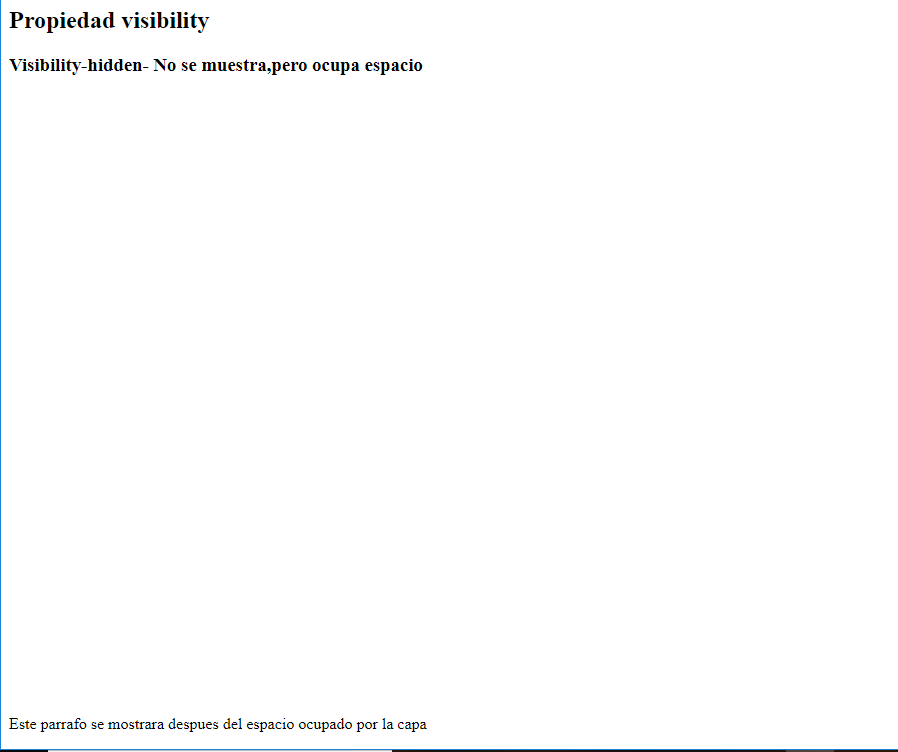 Propiedad visibility
Visibility-hidden- No se muestra,pero ocupa espacio
Este parrafo se mostrara despues del espacio ocupado por la capa